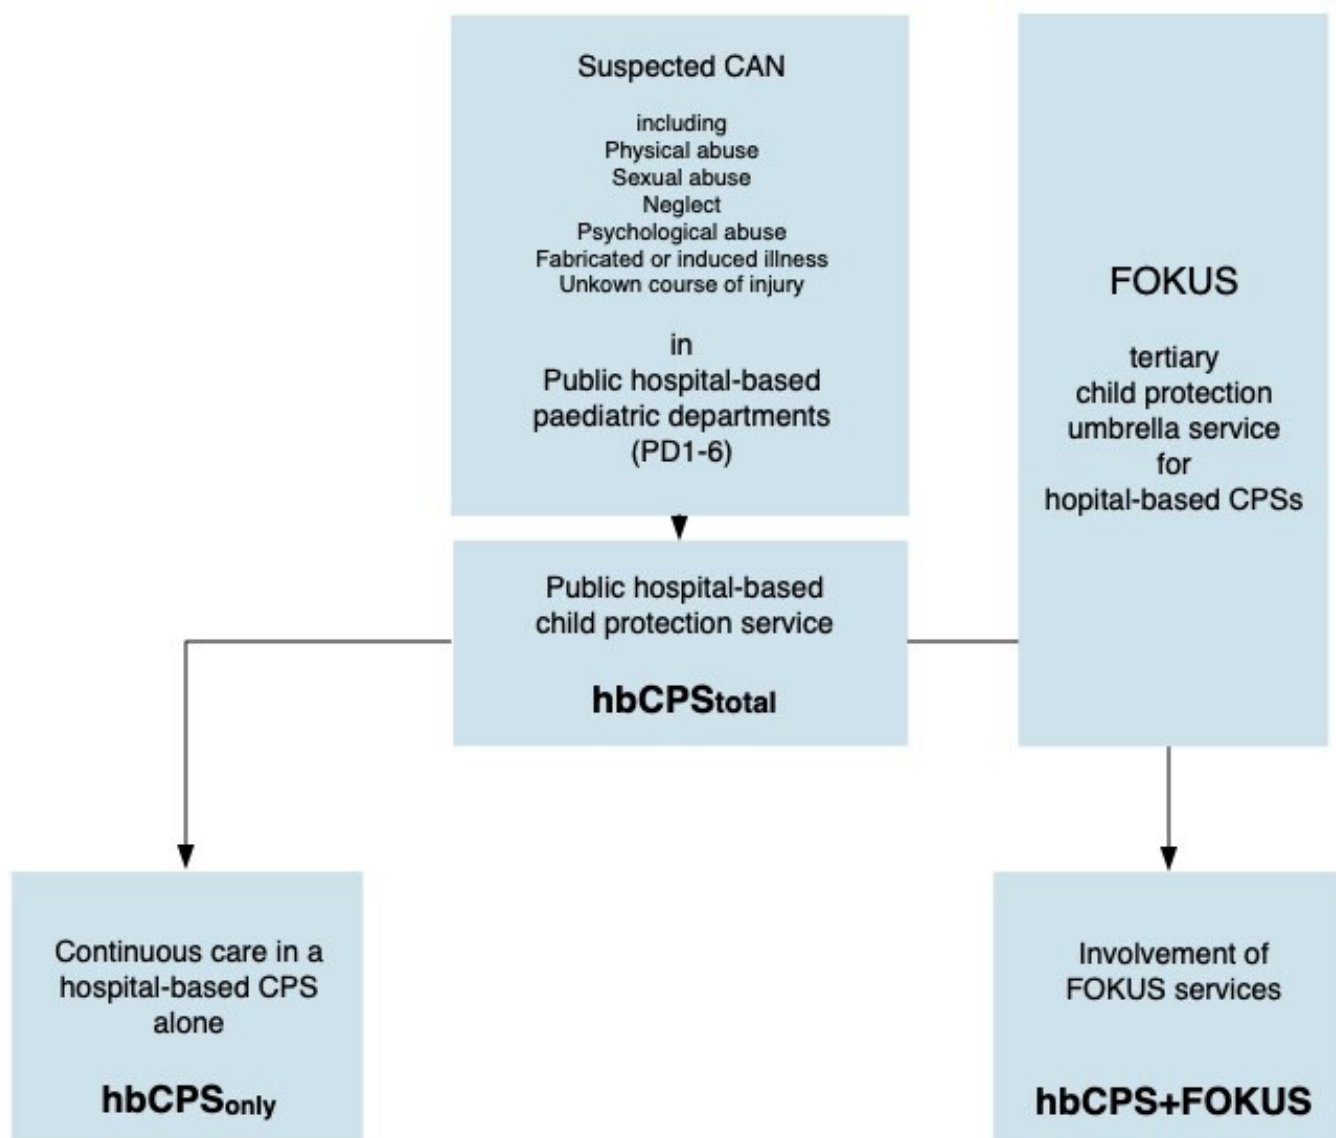 Suspected CAN
including
Physical abuse
Sexual abuse
Neglect
Psychological abuse
Fabricated or induced illness
Unkown course of injury
in
Public hospital-based
paediatric departments
(PD1-6)
FOKUS
tertiary
child protection
umbrella service
for
hopital-based CPSs
Public hospital-based
child protection service
hbCPStotal
Continuous care in a
hospital-based CPS
alone
hbCPSonly
Involvement of
FOKUS services
hbCPS+FOKUS